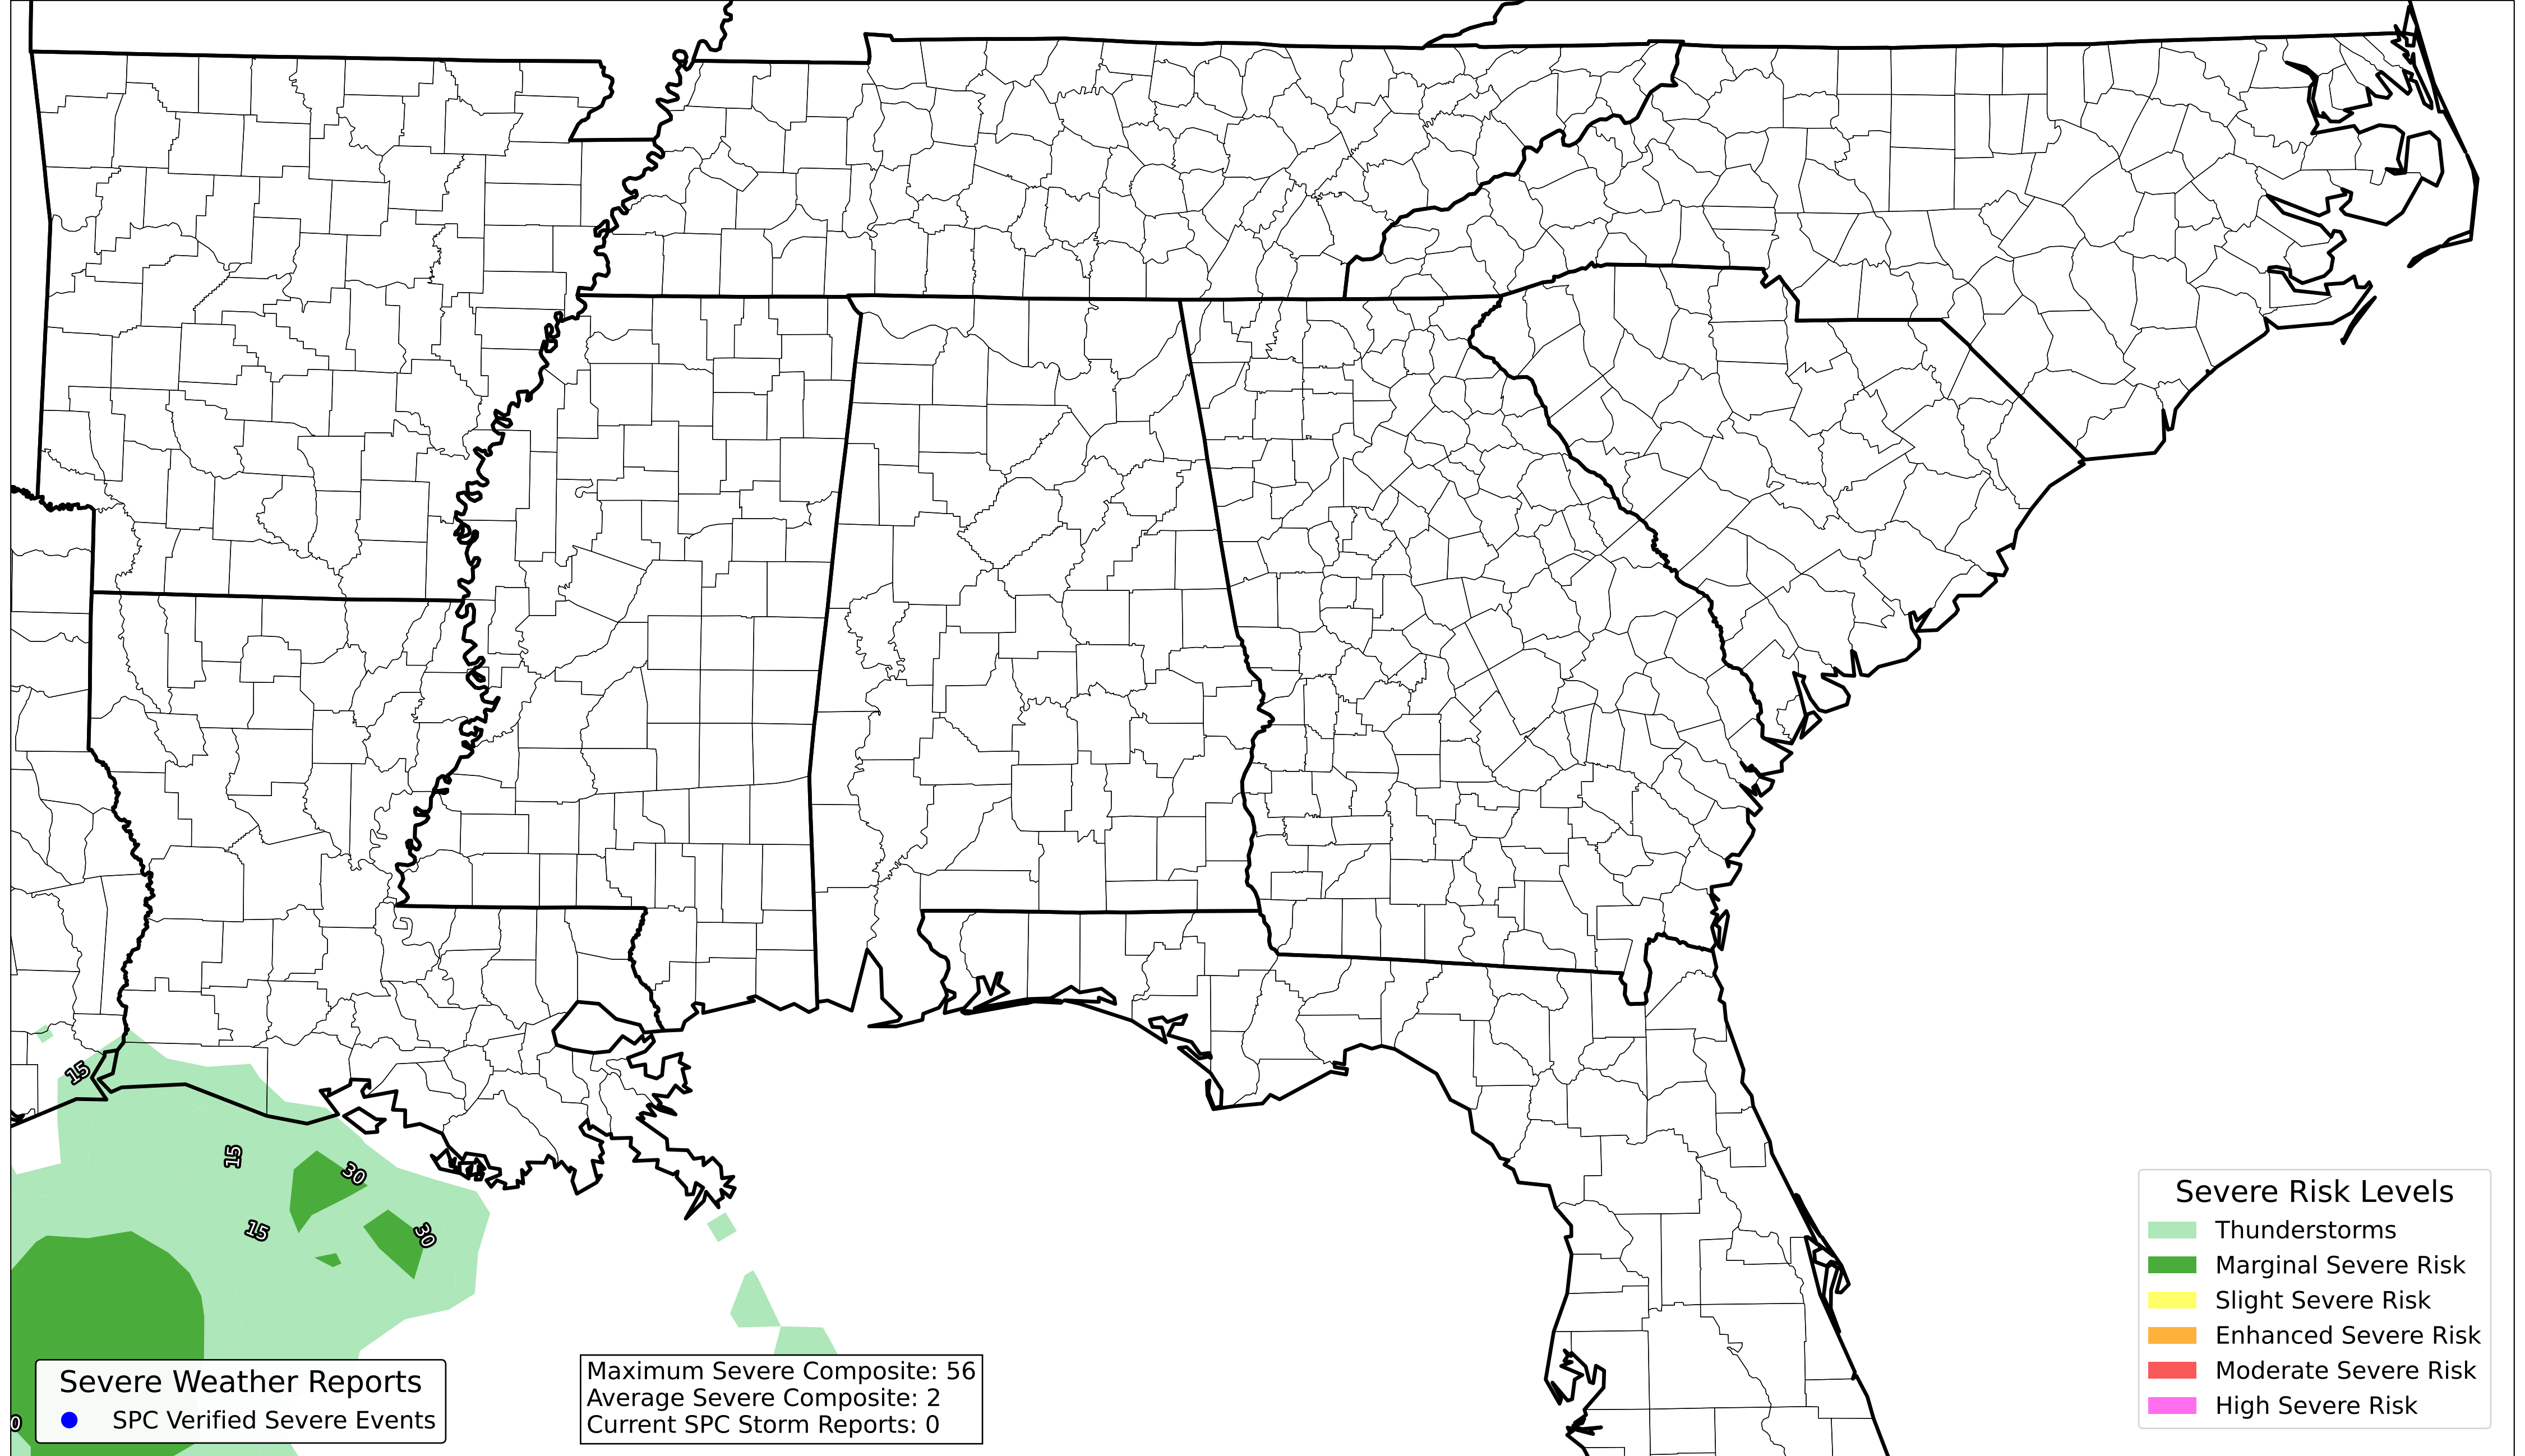 15
15
30
15
30
0
Severe Weather Reports
SPC Verified Severe Events
Maximum Severe Composite: 56
Average Severe Composite: 2
Current SPC Storm Reports: 0
Severe Risk Levels
Thunderstorms
Marginal Severe Risk
Slight Severe Risk
Enhanced Severe Risk
Moderate Severe Risk
High Severe Risk